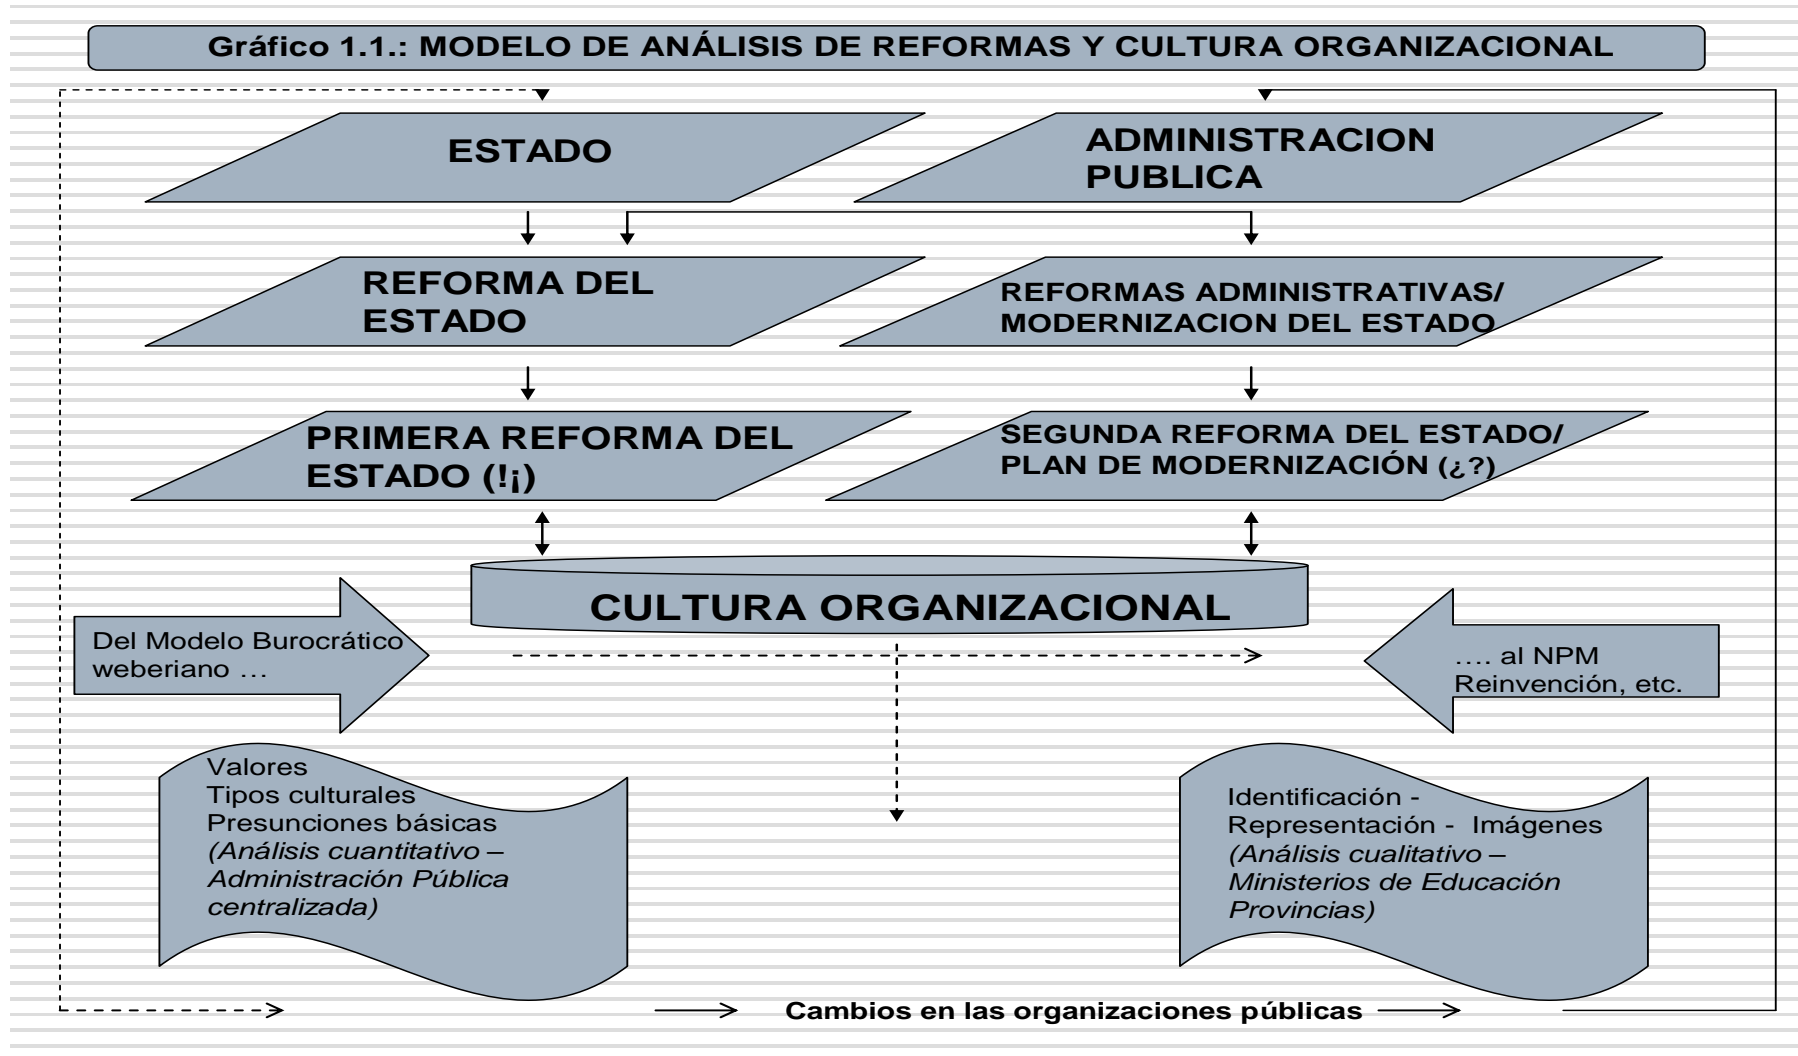 Gráfico 1.1.: MODELO DE ANÁLISIS DE REFORMAS Y CULTURA ORGANIZACIONAL
ESTADO
ADMINISTRACION
PUBLICA
REFORMA DEL
ESTADO
REFORMAS ADMINISTRATIVAS/
MODERNIZACION DEL ESTADO
PRIMERA REFORMA DEL
ESTADO (!¡)
SEGUNDA REFORMA DEL ESTADO/
PLAN DE MODERNIZACIÓN (¿?)
CULTURA ORGANIZACIONAL
Del Modelo Burocrático
weberiano …
…. al NPM
Reinvención, etc.
Valores
Tipos culturales
Presunciones básicas
(Análisis cuantitativo –
Administración Pública
centralizada)
Identificación -
Representación - Imágenes
(Análisis cualitativo –
Ministerios de Educación
Provincias)
Cambios en las organizaciones públicas